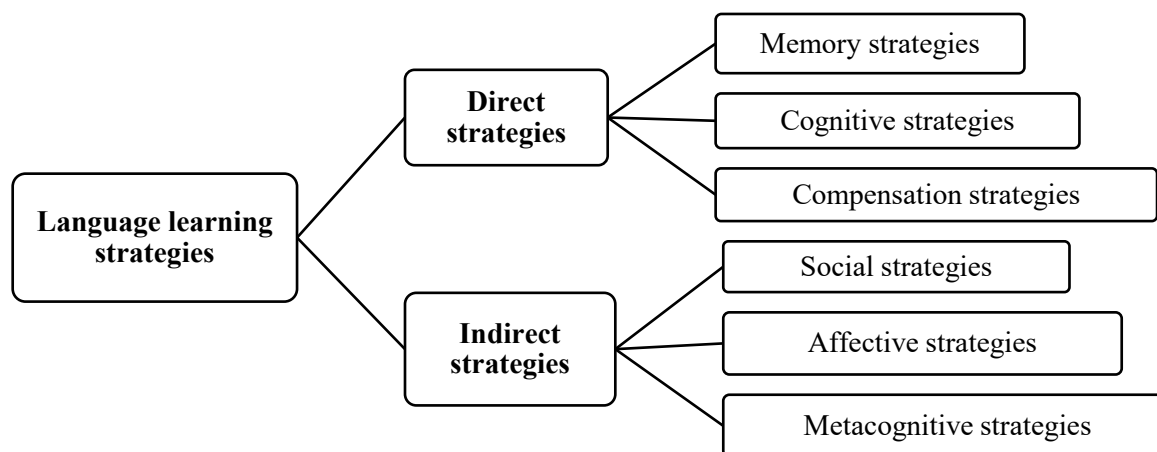 Language learning
strategies
Direct
strategies
Memory strategies
Cognitive strategies
Compensation strategies
Indirect
strategies
Social strategies
Affective strategies
Metacognitive strategies